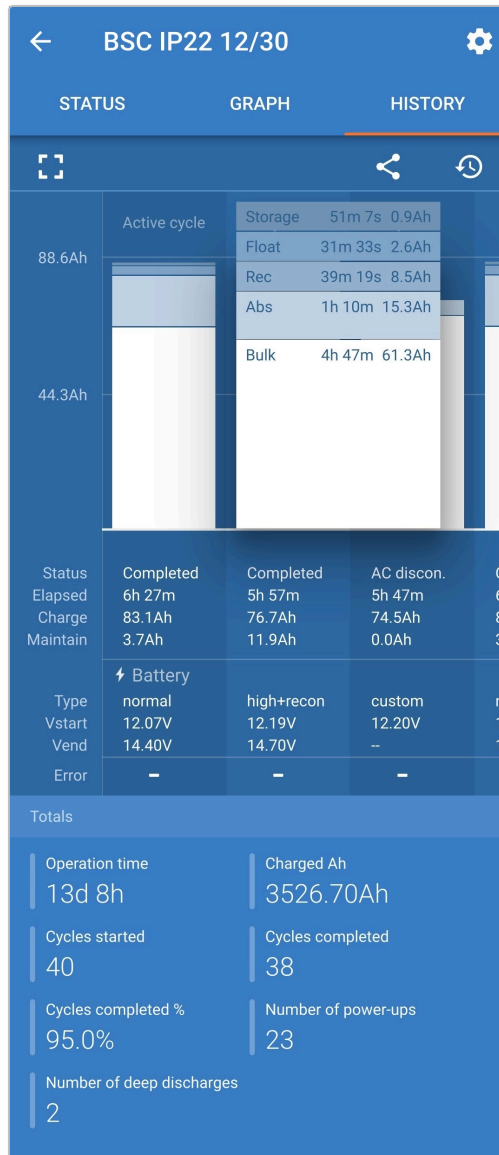 BSC IP22 12/30
STATUS GRAPH HISTORY
Active cycle
88.6Ah
44.3Ah
Storage 51m 7s 0.9Ah
Float 31m 33s 2.6Ah
Rec 39m 19s 8.5Ah
Abs 1h 10m 15.3Ah
Bulk 4h 47m 61.3Ah
Status Completed Completed AC discon.
Elapsed 6h 27m 5h 57m 5h 47m
Charge 83.1Ah 76.7Ah 74.5Ah
Maintain 3.7Ah 11.9Ah 0.0Ah
Battery
Type normal high+recon custom
Vstart 12.07V 12.19V 12.20V
Vend 14.40V 14.70V --
Error – – –
Totals
Operation time Charged Ah
13d 8h 3526.70Ah
Cycles started Cycles completed
40 38
Cycles completed % Number of power-ups
95.0% 23
Number of deep discharges
2